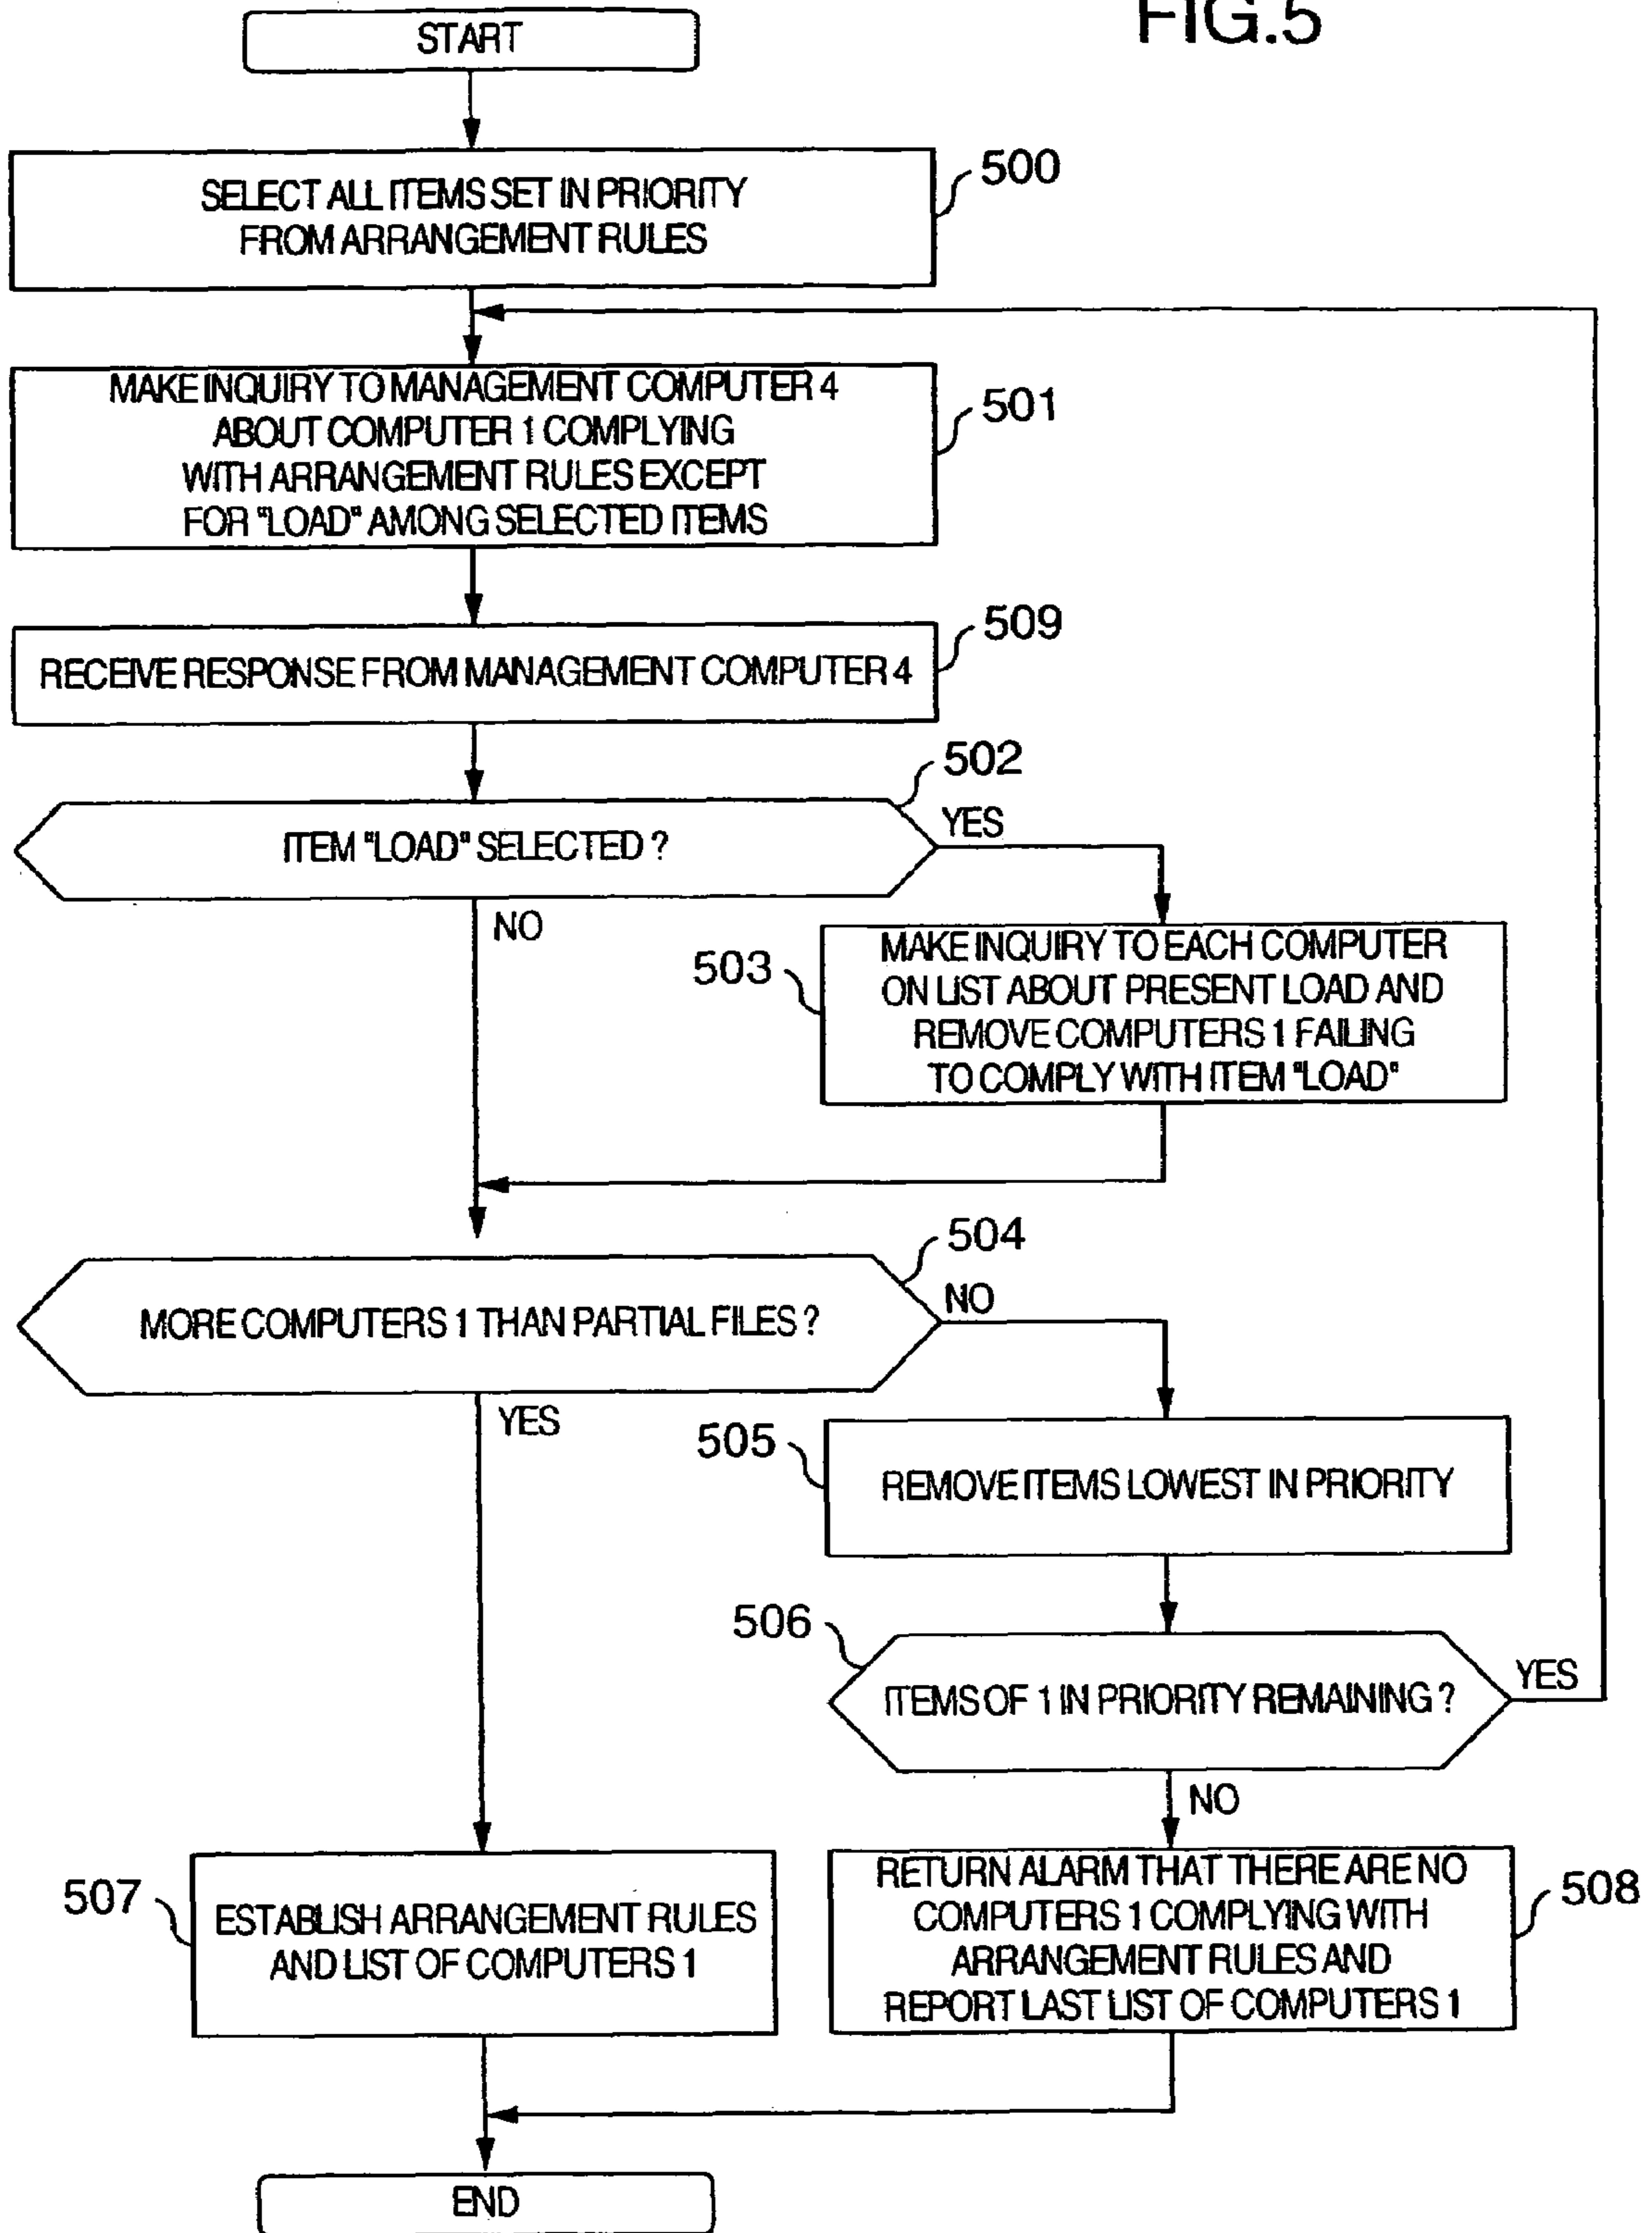 FIG.5
START
500
SELECT ALL ITEMS SET IN PRIORITY
FROM ARRANGEMENT RULES
501
MAKE INQUIRY TO MANAGEMENT COMPUTER 4
ABOUT COMPUTER 1 COMPLYING
WITH ARRANGEMENT RULES EXCEPT
FOR "LOAD" AMONG SELECTED ITEMS
509
RECEIVE RESPONSE FROM MANAGEMENT COMPUTER 4
502
ITEM "LOAD" SELECTED ?
YES
NO
503
MAKE INQUIRY TO EACH COMPUTER
ON LIST ABOUT PRESENT LOAD AND
REMOVE COMPUTERS 1 FAILING
TO COMPLY WITH ITEM "LOAD"
504
MORE COMPUTERS 1 THAN PARTIAL FILES ?
NO
YES
505
REMOVE ITEMS LOWEST IN PRIORITY
506
ITEMS OF 1 IN PRIORITY REMAINING ?
YES
NO
507
ESTABLISH ARRANGEMENT RULES
AND LIST OF COMPUTERS 1
508
RETURN ALARM THAT THERE ARE NO
COMPUTERS 1 COMPLYING WITH
ARRANGEMENT RULES AND
REPORT LAST LIST OF COMPUTERS 1
END